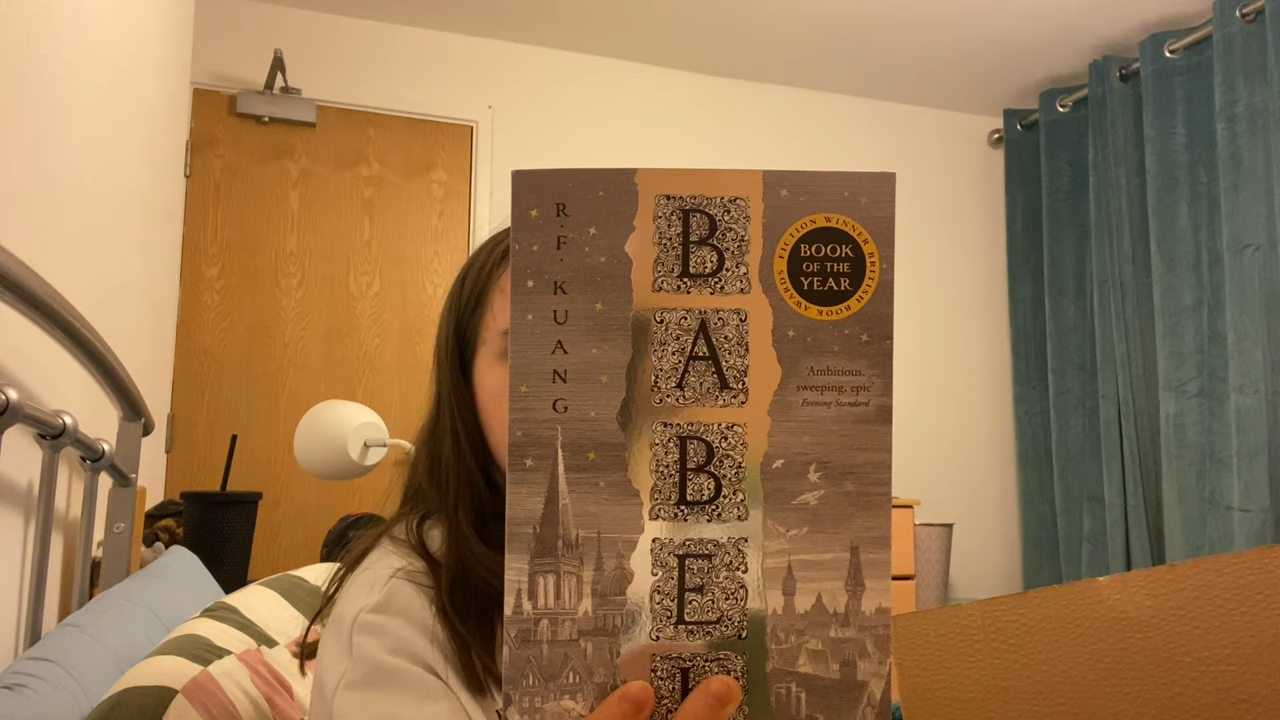 R.F. KUANG
B
A
B
E
L
FICTION WINNER BRITISH BOOK AWARDS
BOOK
OF THE
YEAR
'Ambitious,
sweeping, epic'
Evening Standard